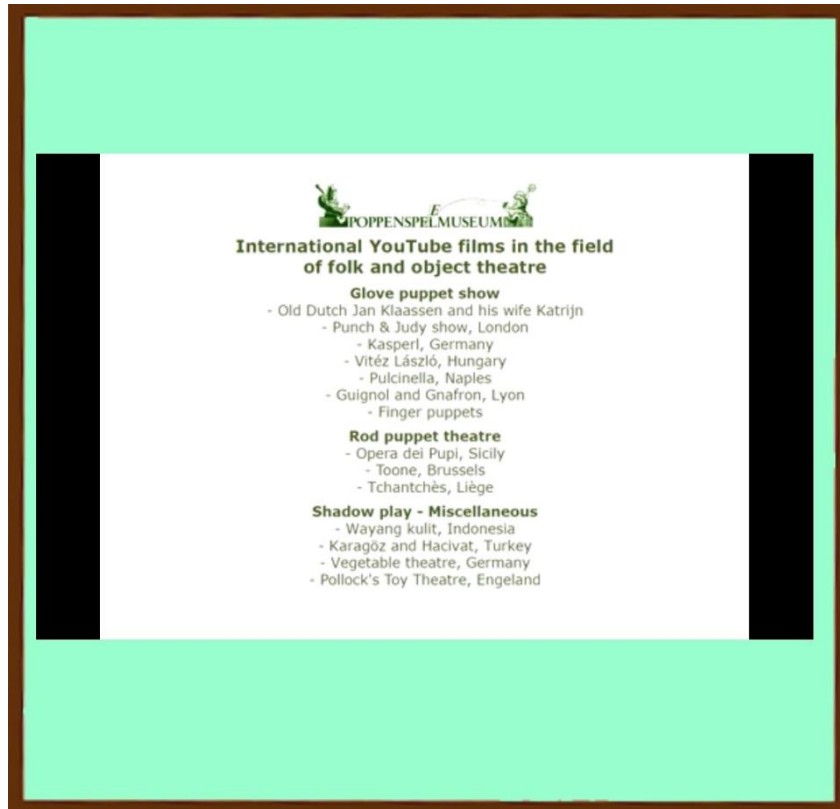 E
POPPENSPELMUSEUM
International YouTube films in the field
of folk and object theatre
Glove puppet show
- Old Dutch Jan Klaassen and his wife Katrijn
- Punch & Judy show, London
- Kasperl, Germany
- Vitéz László, Hungary
- Pulcinella, Naples
- Guignol and Gnafron, Lyon
- Finger puppets
Rod puppet theatre
- Opera dei Pupi, Sicily
- Toone, Brussels
- Tchantchès, Liège
Shadow play - Miscellaneous
- Wayang kulit, Indonesia
- Karagöz and Hacivat, Turkey
- Vegetable theatre, Germany
- Pollock's Toy Theatre, Engeland